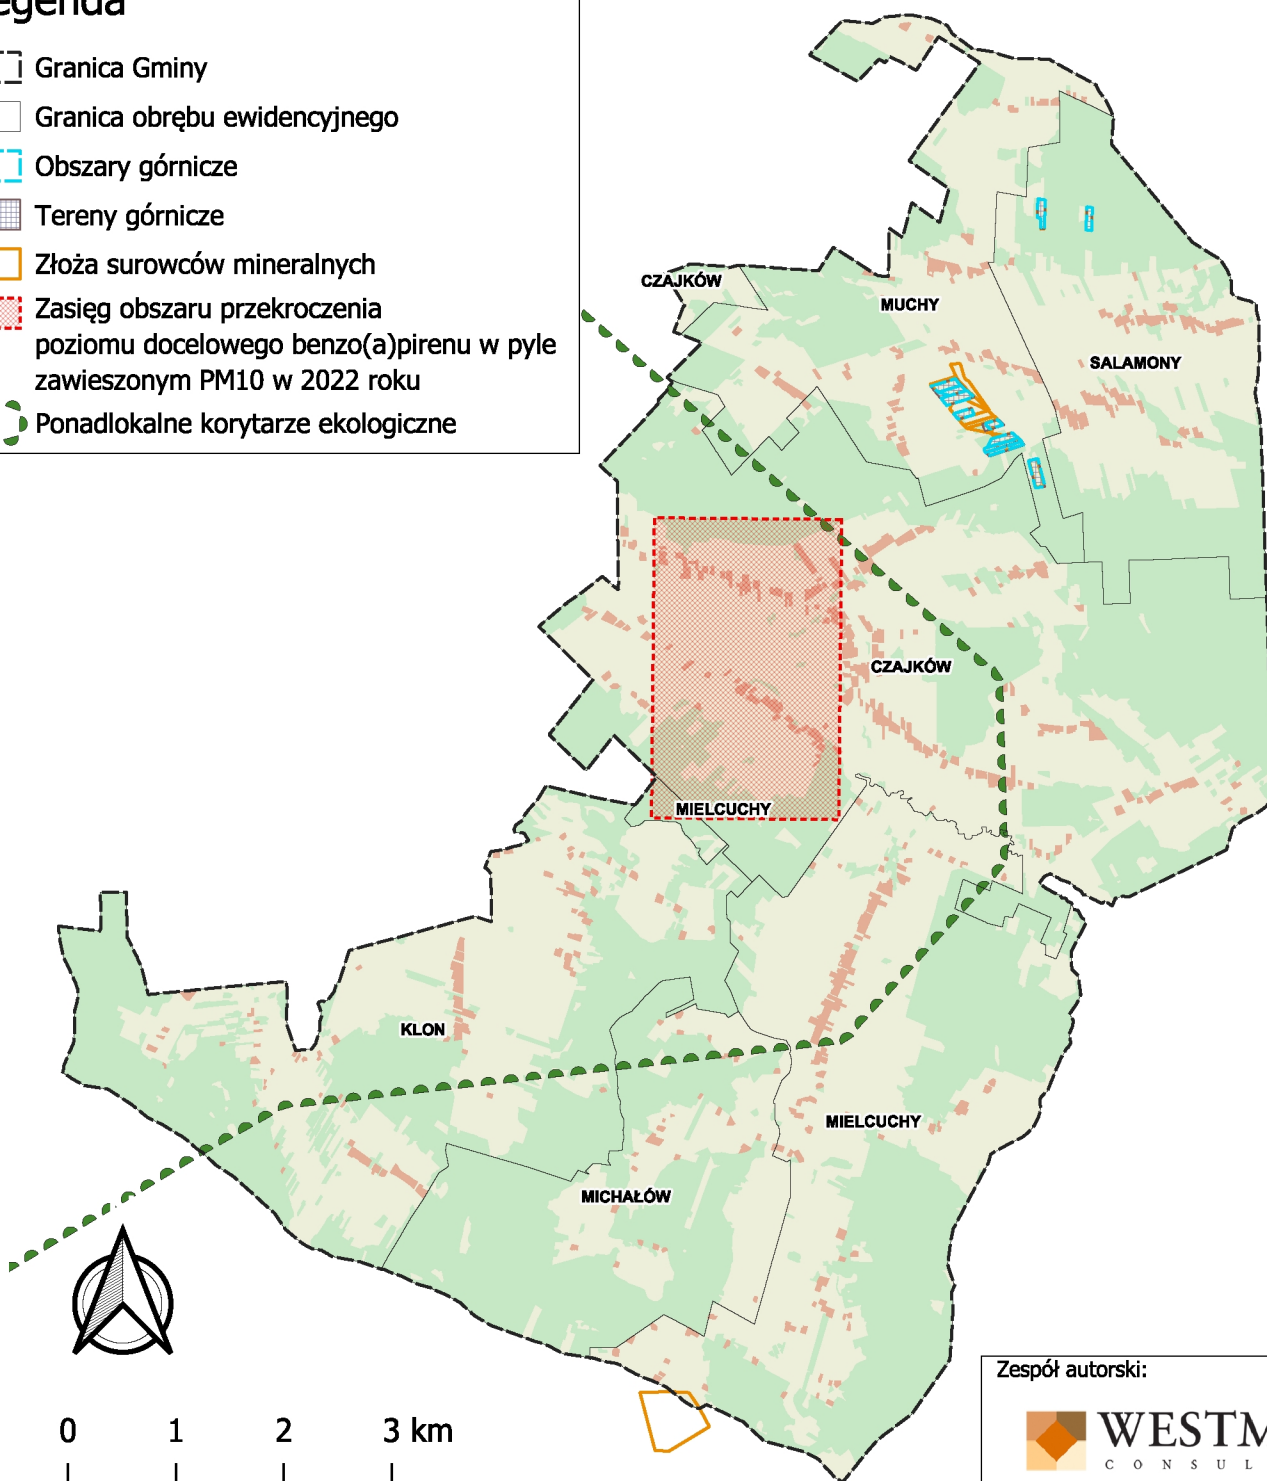 Granica Gminy
Granica obrębu ewidencyjnego
Obszary górnicze
Tereny górnicze
Złoża surowców mineralnych
Zasięg obszaru przekroczenia
poziomu docelowego benzo(a)pirenu w pyle
zawieszonym PM10 w 2022 roku
Ponadlokalne korytarze ekologiczne
CZAJKÓW
MUCHY
SALAMONY
CZAJKÓW
MIELCUCHY
KLON
MIELCUCHY
MICHAŁÓW
0 1 2 3 km
Zespół autorski:
WESTM
CONSUL